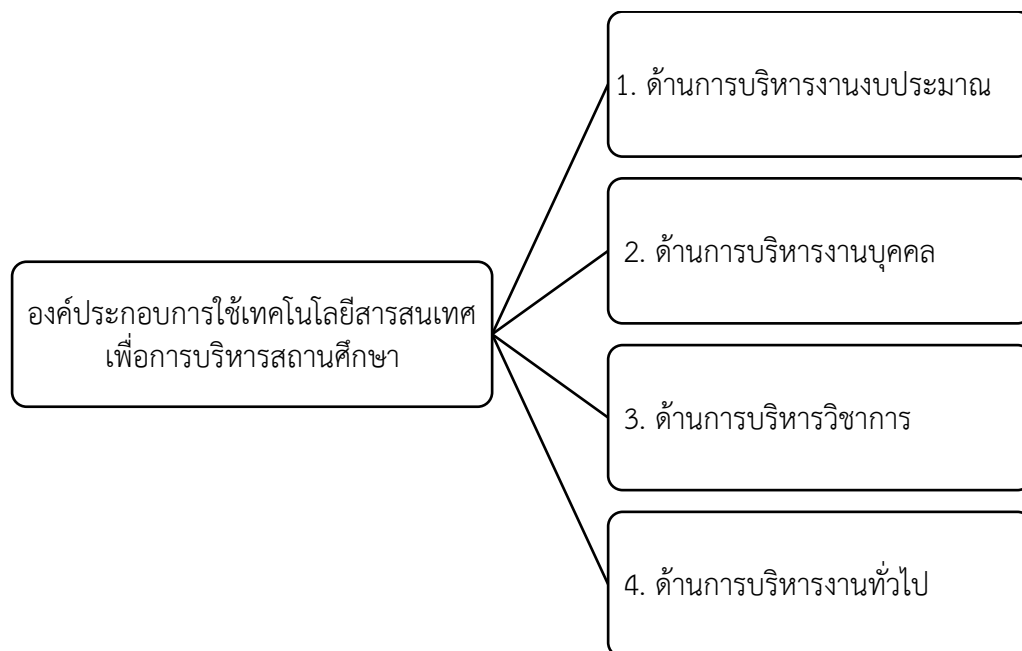 1. ด้านการบริหารงานงบประมาณ
2. ด้านการบริหารงานบุคคล
องค์ประกอบการใช้เทคโนโลยีสารสนเทศ
เพื่อการบริหารสถานศึกษา
3. ด้านการบริหารวิชาการ
4. ด้านการบริหารงานทั่วไป